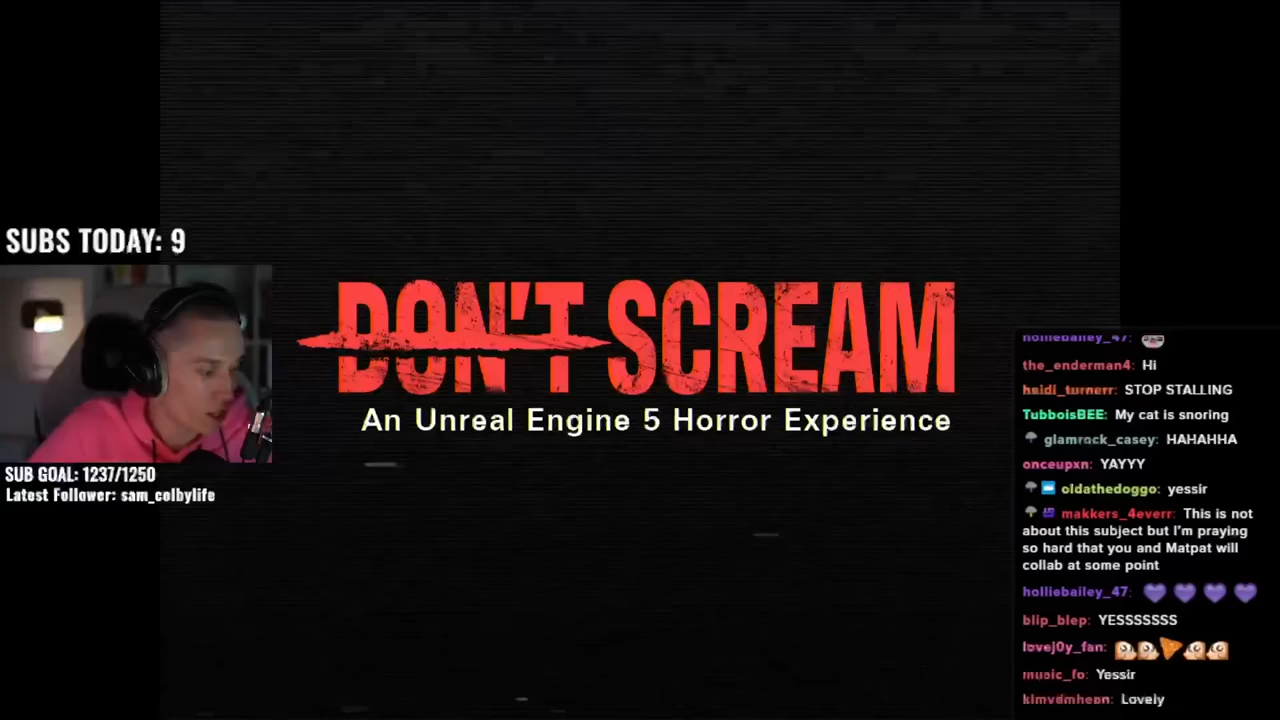 SUBS TODAY: 9
DON'T SCREAM
An Unreal Engine 5 Horror Experience
SUB GOAL: 1237/1250
Latest Follower: sam_colbylife
holliebailey_47:
the_enderman4: Hi
heidi_turnerr: STOP STALLING
TubboisBEE: My cat is snoring
glamrock_casey: HAHAHHA
onceupxn: YAYYY
oldathedoggo: yessir
makkers_4everr: This is not
about this subject but I'm praying
so hard that you and Matpat will
collab at some point
holliebailey_47:
blip_blep: YESSSSSSS
lovej0y_fan:
music_fo: Yessir
Lovely